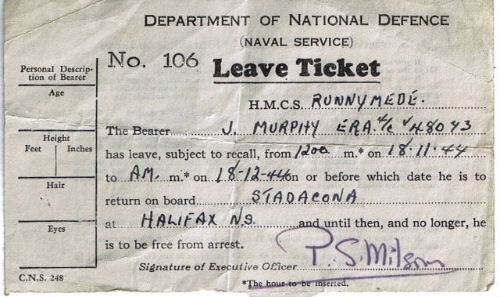 DEPARTMENT OF NATIONAL DEFENCE
(NAVAL SERVICE)
No. 106
Leave Ticket
Personal Descrip-
tion of Bearer
Age
H.M.C.S. RUNNYMEDE.
The Bearer J. MURPHY ERA. 4/c V48043
Height
Feet Inches
has leave, subject to recall, from 1200 m.* on 18.11.44
to AM. m.* on 18-12-44 on or before which date he is to
Hair
return on board STADACONA
Eyes
at HALIFAX N.S. and until then, and no longer, he
is to be free from arrest.
P.S. Milsom
Signature of Executive Officer
C.N.S. 248
*The hour to be inserted.